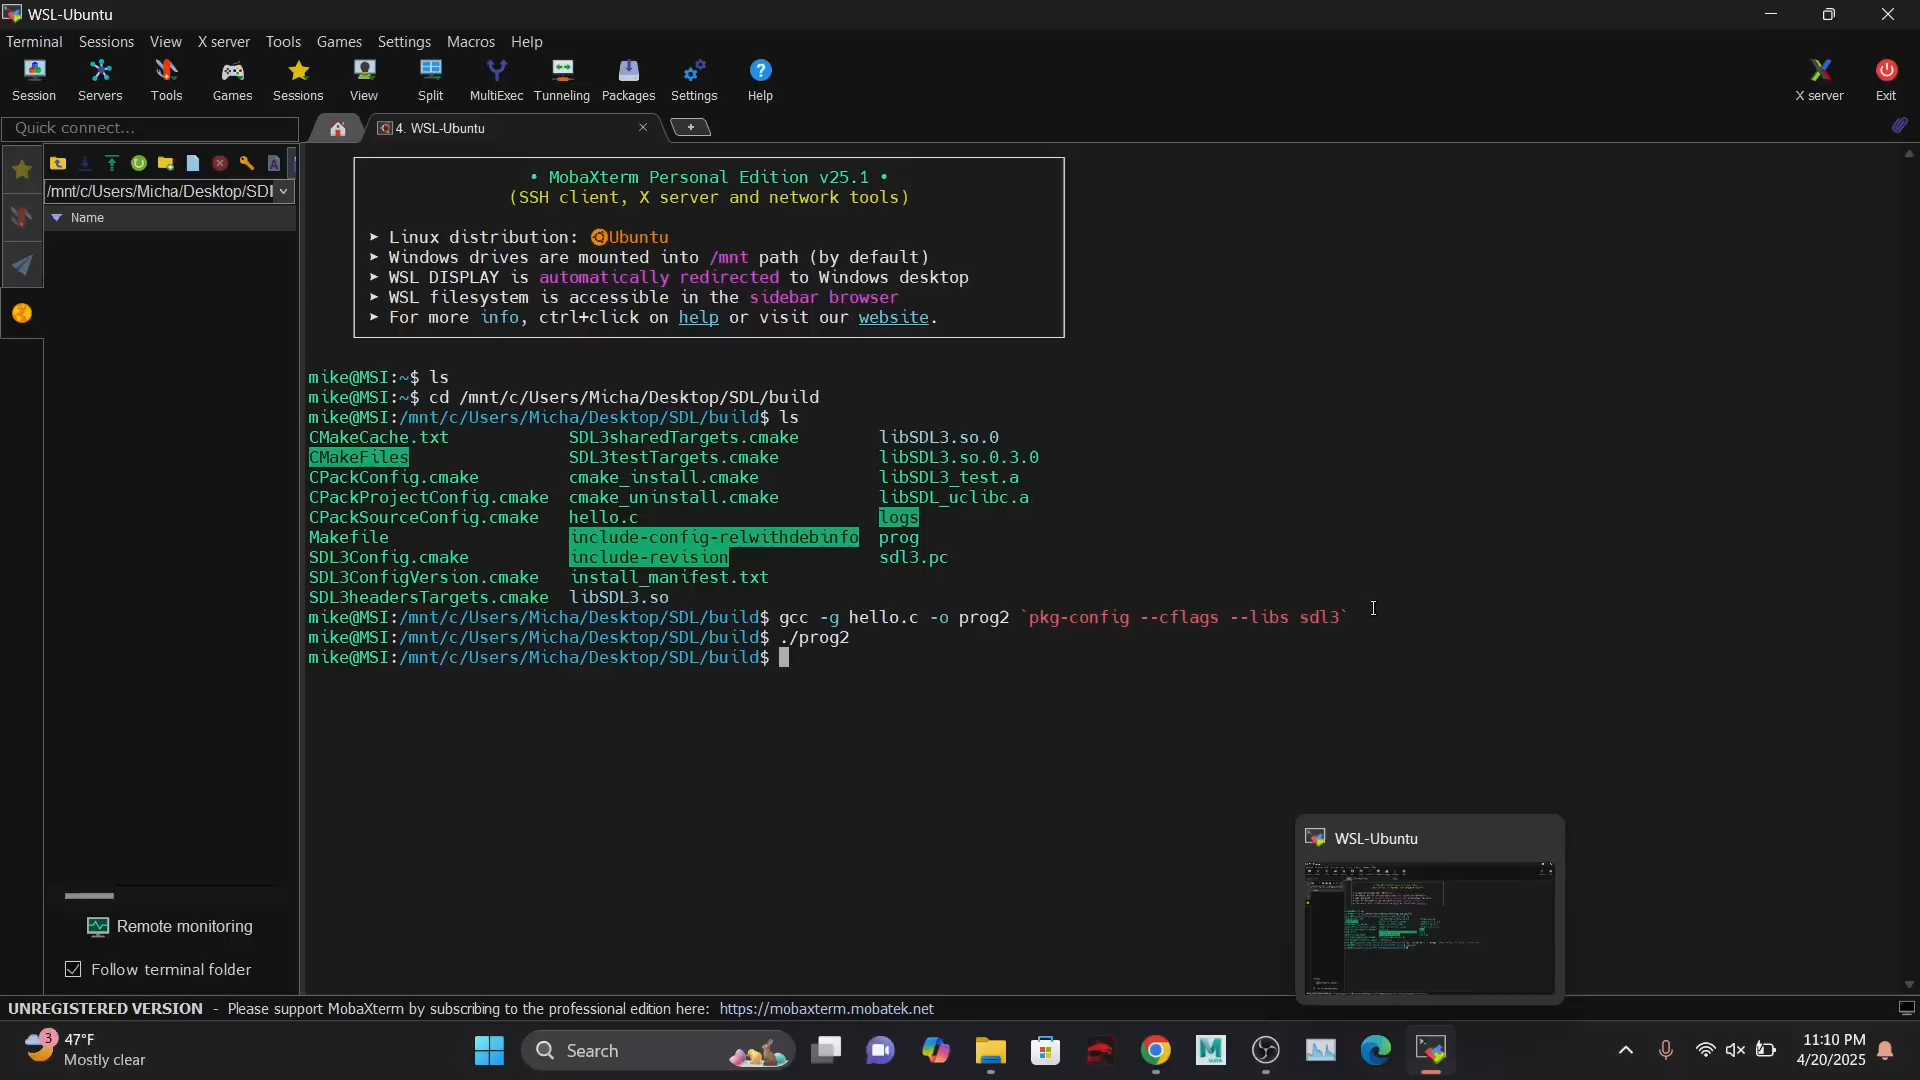 WSL-Ubuntu
Terminal Sessions View X server Tools Games Settings Macros Help
Session Servers Tools Games Sessions View Split MultiExec Tunneling Packages Settings Help X server Exit
Quick connect...
4. WSL-Ubuntu
/mnt/c/Users/Micha/Desktop/SDI
Name
• MobaXterm Personal Edition v25.1 •
(SSH client, X server and network tools)
➤ Linux distribution: Ubuntu
➤ Windows drives are mounted into /mnt path (by default)
➤ WSL DISPLAY is automatically redirected to Windows desktop
➤ WSL filesystem is accessible in the sidebar browser
➤ For more info, ctrl+click on help or visit our website.
mike@MSI:~$ ls
mike@MSI:~$ cd /mnt/c/Users/Micha/Desktop/SDL/build
mike@MSI:/mnt/c/Users/Micha/Desktop/SDL/build$ ls
CMakeCache.txt SDL3sharedTargets.cmake libSDL3.so.0
CMakeFiles SDL3testTargets.cmake libSDL3.so.0.3.0
CPackConfig.cmake cmake_install.cmake libSDL3_test.a
CPackProjectConfig.cmake cmake_uninstall.cmake libSDL_uclibc.a
CPackSourceConfig.cmake hello.c logs
Makefile include-config-relwithdebinfo prog
SDL3Config.cmake include-revision sdl3.pc
SDL3ConfigVersion.cmake install_manifest.txt
SDL3headersTargets.cmake libSDL3.so
mike@MSI:/mnt/c/Users/Micha/Desktop/SDL/build$ gcc -g hello.c -o prog2 `pkg-config --cflags --libs sdl3`
mike@MSI:/mnt/c/Users/Micha/Desktop/SDL/build$ ./prog2
mike@MSI:/mnt/c/Users/Micha/Desktop/SDL/build$
WSL-Ubuntu
Remote monitoring
Follow terminal folder
UNREGISTERED VERSION - Please support MobaXterm by subscribing to the professional edition here: https://mobaxterm.mobatek.net
3
47°F
Mostly clear
Search
11:10 PM
4/20/2025